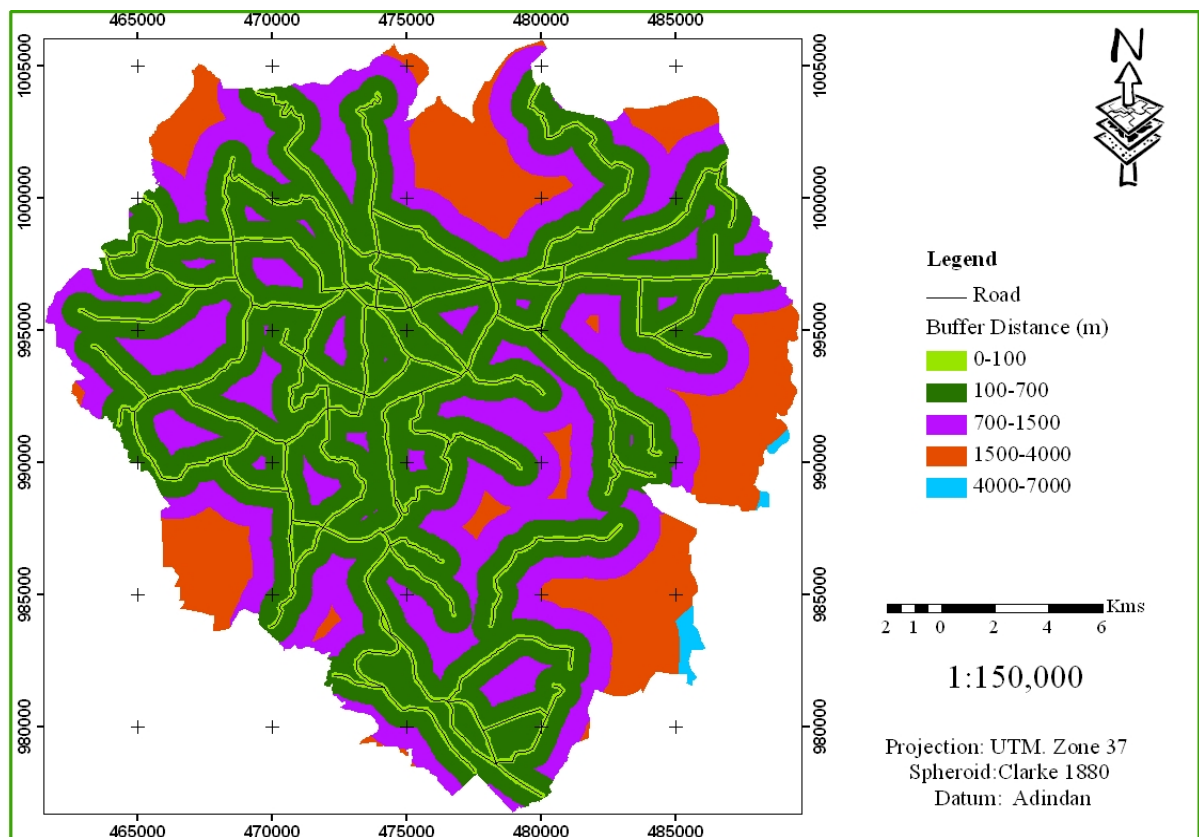 465000 470000 475000 480000 485000
1005000 1005000
1000000 1000000
995000 995000
990000 990000
985000 985000
980000 980000
465000 470000 475000 480000 485000
N
Legend
Road
Buffer Distance (m)
0-100
100-700
700-1500
1500-4000
4000-7000
2 1 0 2 4 6 Kms
1:150,000
Projection: UTM. Zone 37
Spheroid:Clarke 1880
Datum: Adindan